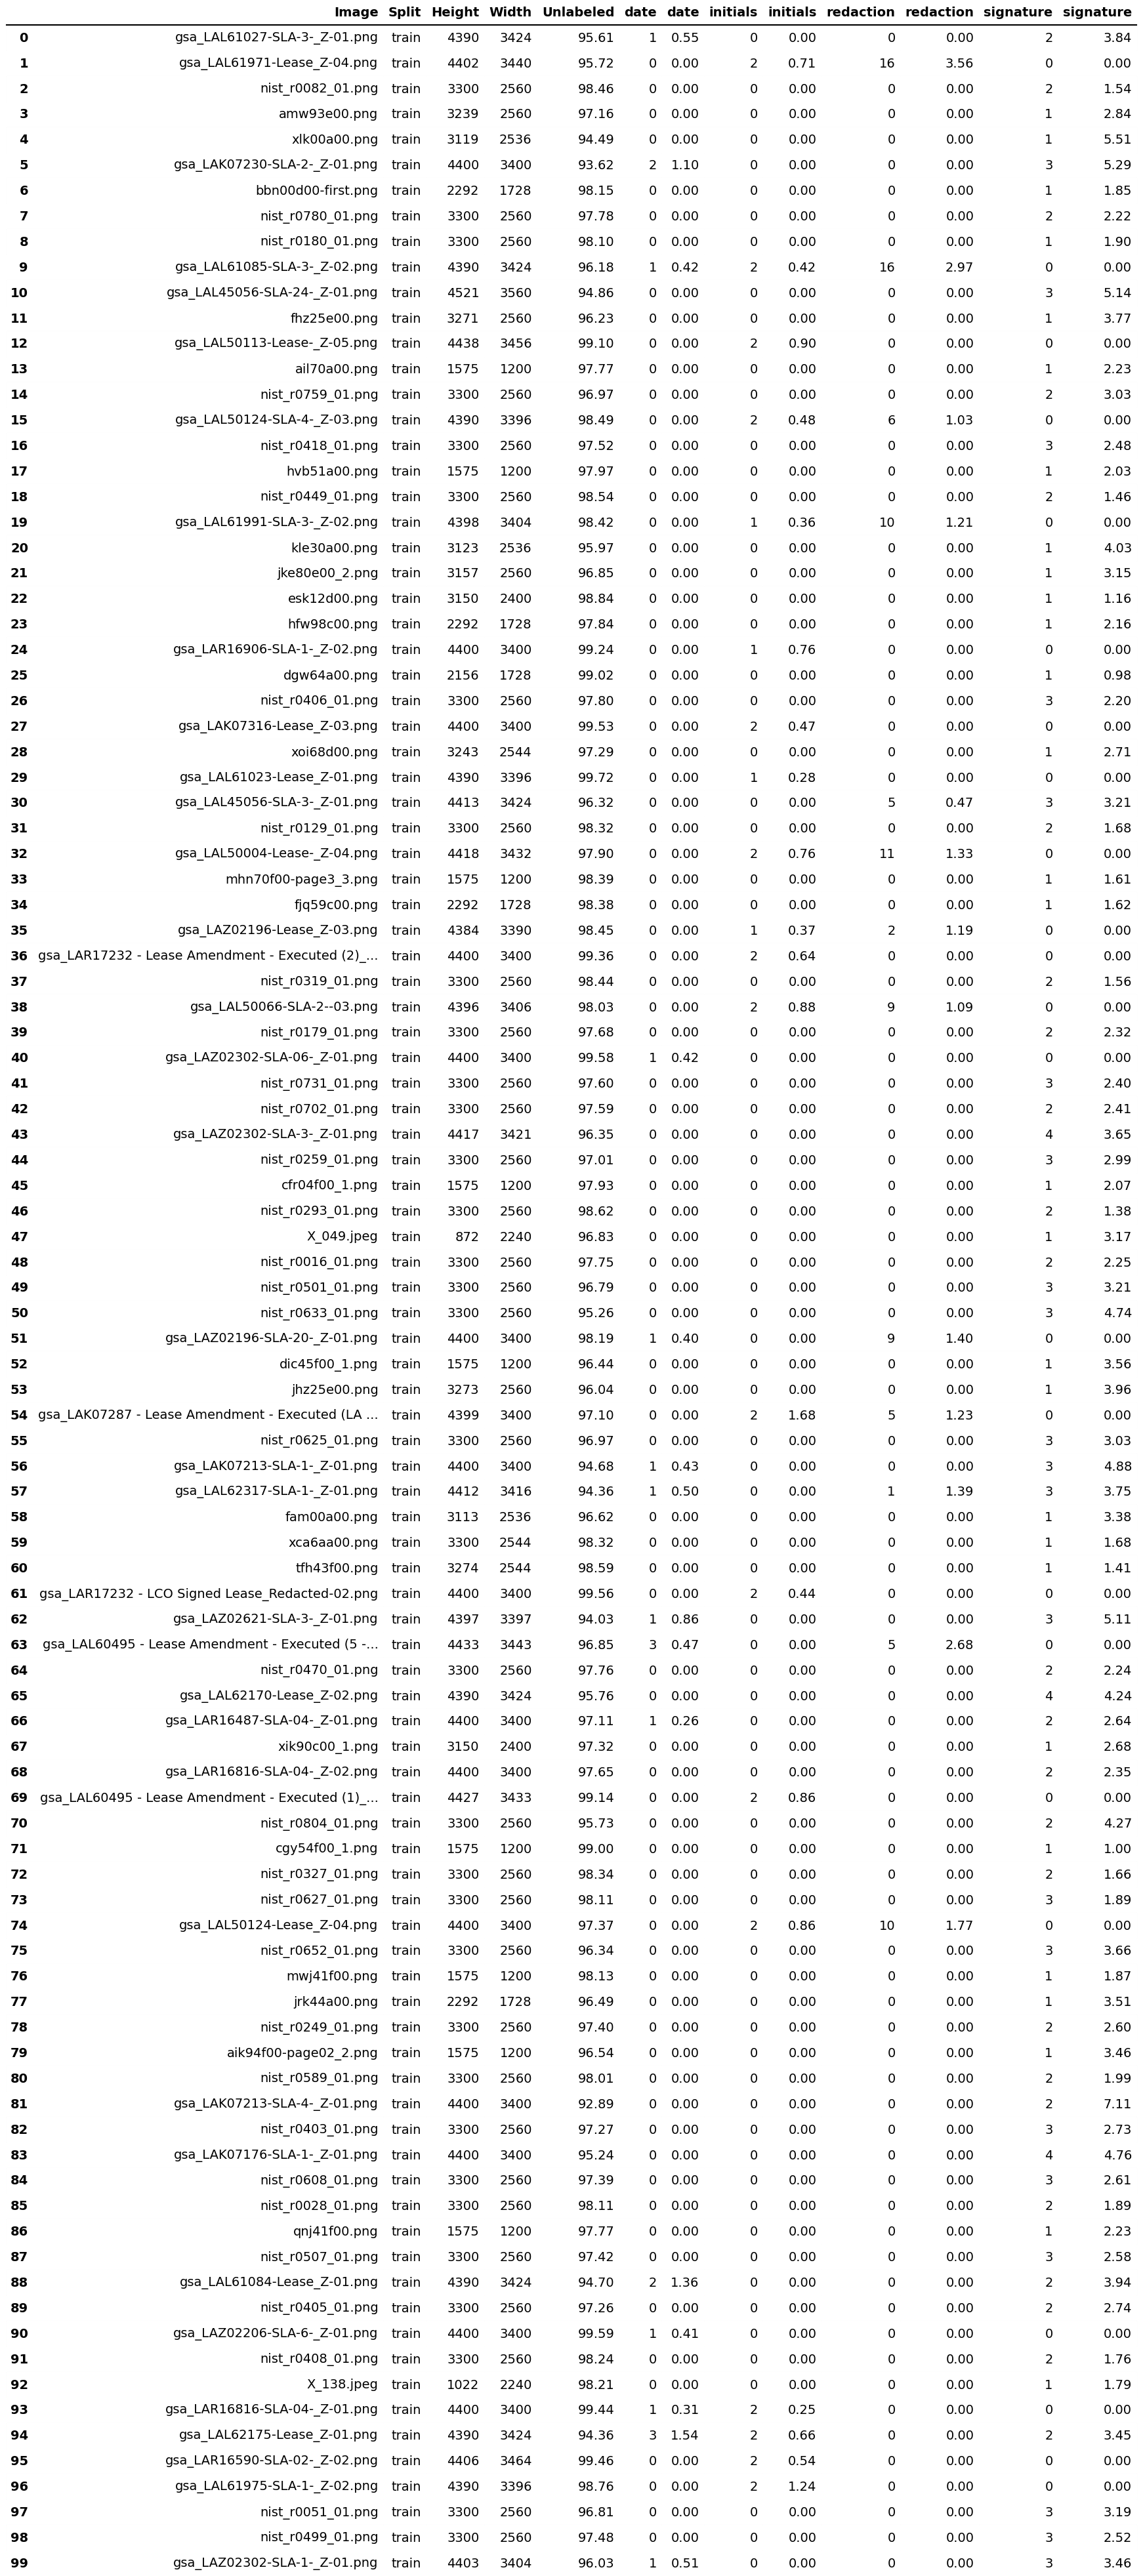 Image Split Height Width Unlabeled date date initials initials redaction redaction signature signature
0 gsa_LAL61027-SLA-3-_Z-01.png train 4390 3424 95.61 1 0.55 0 0.00 0 0.00 2 3.84
1 gsa_LAL61971-Lease_Z-04.png train 4402 3440 95.72 0 0.00 2 0.71 16 3.56 0 0.00
2 nist_r0082_01.png train 3300 2560 98.46 0 0.00 0 0.00 0 0.00 2 1.54
3 amw93e00.png train 3239 2560 97.16 0 0.00 0 0.00 0 0.00 1 2.84
4 xlk00a00.png train 3119 2536 94.49 0 0.00 0 0.00 0 0.00 1 5.51
5 gsa_LAK07230-SLA-2-_Z-01.png train 4400 3400 93.62 2 1.10 0 0.00 0 0.00 3 5.29
6 bbn00d00-first.png train 2292 1728 98.15 0 0.00 0 0.00 0 0.00 1 1.85
7 nist_r0780_01.png train 3300 2560 97.78 0 0.00 0 0.00 0 0.00 2 2.22
8 nist_r0180_01.png train 3300 2560 98.10 0 0.00 0 0.00 0 0.00 1 1.90
9 gsa_LAL61085-SLA-3-_Z-02.png train 4390 3424 96.18 1 0.42 2 0.42 16 2.97 0 0.00
10 gsa_LAL45056-SLA-24-_Z-01.png train 4521 3560 94.86 0 0.00 0 0.00 0 0.00 3 5.14
11 fhz25e00.png train 3271 2560 96.23 0 0.00 0 0.00 0 0.00 1 3.77
12 gsa_LAL50113-Lease-_Z-05.png train 4438 3456 99.10 0 0.00 2 0.90 0 0.00 0 0.00
13 ail70a00.png train 1575 1200 97.77 0 0.00 0 0.00 0 0.00 1 2.23
14 nist_r0759_01.png train 3300 2560 96.97 0 0.00 0 0.00 0 0.00 2 3.03
15 gsa_LAL50124-SLA-4-_Z-03.png train 4390 3396 98.49 0 0.00 2 0.48 6 1.03 0 0.00
16 nist_r0418_01.png train 3300 2560 97.52 0 0.00 0 0.00 0 0.00 3 2.48
17 hvb51a00.png train 1575 1200 97.97 0 0.00 0 0.00 0 0.00 1 2.03
18 nist_r0449_01.png train 3300 2560 98.54 0 0.00 0 0.00 0 0.00 2 1.46
19 gsa_LAL61991-SLA-3-_Z-02.png train 4398 3404 98.42 0 0.00 1 0.36 10 1.21 0 0.00
20 kle30a00.png train 3123 2536 95.97 0 0.00 0 0.00 0 0.00 1 4.03
21 jke80e00_2.png train 3157 2560 96.85 0 0.00 0 0.00 0 0.00 1 3.15
22 esk12d00.png train 3150 2400 98.84 0 0.00 0 0.00 0 0.00 1 1.16
23 hfw98c00.png train 2292 1728 97.84 0 0.00 0 0.00 0 0.00 1 2.16
24 gsa_LAR16906-SLA-1-_Z-02.png train 4400 3400 99.24 0 0.00 1 0.76 0 0.00 0 0.00
25 dgw64a00.png train 2156 1728 99.02 0 0.00 0 0.00 0 0.00 1 0.98
26 nist_r0406_01.png train 3300 2560 97.80 0 0.00 0 0.00 0 0.00 3 2.20
27 gsa_LAK07316-Lease_Z-03.png train 4400 3400 99.53 0 0.00 2 0.47 0 0.00 0 0.00
28 xoi68d00.png train 3243 2544 97.29 0 0.00 0 0.00 0 0.00 1 2.71
29 gsa_LAL61023-Lease_Z-01.png train 4390 3396 99.72 0 0.00 1 0.28 0 0.00 0 0.00
30 gsa_LAL45056-SLA-3-_Z-01.png train 4413 3424 96.32 0 0.00 0 0.00 5 0.47 3 3.21
31 nist_r0129_01.png train 3300 2560 98.32 0 0.00 0 0.00 0 0.00 2 1.68
32 gsa_LAL50004-Lease-_Z-04.png train 4418 3432 97.90 0 0.00 2 0.76 11 1.33 0 0.00
33 mhn70f00-page3_3.png train 1575 1200 98.39 0 0.00 0 0.00 0 0.00 1 1.61
34 fjq59c00.png train 2292 1728 98.38 0 0.00 0 0.00 0 0.00 1 1.62
35 gsa_LAZ02196-Lease_Z-03.png train 4384 3390 98.45 0 0.00 1 0.37 2 1.19 0 0.00
36 gsa_LAR17232 - Lease Amendment - Executed (2)_... train 4400 3400 99.36 0 0.00 2 0.64 0 0.00 0 0.00
37 nist_r0319_01.png train 3300 2560 98.44 0 0.00 0 0.00 0 0.00 2 1.56
38 gsa_LAL50066-SLA-2--03.png train 4396 3406 98.03 0 0.00 2 0.88 9 1.09 0 0.00
39 nist_r0179_01.png train 3300 2560 97.68 0 0.00 0 0.00 0 0.00 2 2.32
40 gsa_LAZ02302-SLA-06-_Z-01.png train 4400 3400 99.58 1 0.42 0 0.00 0 0.00 0 0.00
41 nist_r0731_01.png train 3300 2560 97.60 0 0.00 0 0.00 0 0.00 3 2.40
42 nist_r0702_01.png train 3300 2560 97.59 0 0.00 0 0.00 0 0.00 2 2.41
43 gsa_LAZ02302-SLA-3-_Z-01.png train 4417 3421 96.35 0 0.00 0 0.00 0 0.00 4 3.65
44 nist_r0259_01.png train 3300 2560 97.01 0 0.00 0 0.00 0 0.00 3 2.99
45 cfr04f00_1.png train 1575 1200 97.93 0 0.00 0 0.00 0 0.00 1 2.07
46 nist_r0293_01.png train 3300 2560 98.62 0 0.00 0 0.00 0 0.00 2 1.38
47 X_049.jpeg train 872 2240 96.83 0 0.00 0 0.00 0 0.00 1 3.17
48 nist_r0016_01.png train 3300 2560 97.75 0 0.00 0 0.00 0 0.00 2 2.25
49 nist_r0501_01.png train 3300 2560 96.79 0 0.00 0 0.00 0 0.00 3 3.21
50 nist_r0633_01.png train 3300 2560 95.26 0 0.00 0 0.00 0 0.00 3 4.74
51 gsa_LAZ02196-SLA-20-_Z-01.png train 4400 3400 98.19 1 0.40 0 0.00 9 1.40 0 0.00
52 dic45f00_1.png train 1575 1200 96.44 0 0.00 0 0.00 0 0.00 1 3.56
53 jhz25e00.png train 3273 2560 96.04 0 0.00 0 0.00 0 0.00 1 3.96
54 gsa_LAK07287 - Lease Amendment - Executed (LA ... train 4399 3400 97.10 0 0.00 2 1.68 5 1.23 0 0.00
55 nist_r0625_01.png train 3300 2560 96.97 0 0.00 0 0.00 0 0.00 3 3.03
56 gsa_LAK07213-SLA-1-_Z-01.png train 4400 3400 94.68 1 0.43 0 0.00 0 0.00 3 4.88
57 gsa_LAL62317-SLA-1-_Z-01.png train 4412 3416 94.36 1 0.50 0 0.00 1 1.39 3 3.75
58 fam00a00.png train 3113 2536 96.62 0 0.00 0 0.00 0 0.00 1 3.38
59 xca6aa00.png train 3300 2544 98.32 0 0.00 0 0.00 0 0.00 1 1.68
60 tfh43f00.png train 3274 2544 98.59 0 0.00 0 0.00 0 0.00 1 1.41
61 gsa_LAR17232 - LCO Signed Lease_Redacted-02.png train 4400 3400 99.56 0 0.00 2 0.44 0 0.00 0 0.00
62 gsa_LAZ02621-SLA-3-_Z-01.png train 4397 3397 94.03 1 0.86 0 0.00 0 0.00 3 5.11
63 gsa_LAL60495 - Lease Amendment - Executed (5 -... train 4433 3443 96.85 3 0.47 0 0.00 5 2.68 0 0.00
64 nist_r0470_01.png train 3300 2560 97.76 0 0.00 0 0.00 0 0.00 2 2.24
65 gsa_LAL62170-Lease_Z-02.png train 4390 3424 95.76 0 0.00 0 0.00 0 0.00 4 4.24
66 gsa_LAR16487-SLA-04-_Z-01.png train 4400 3400 97.11 1 0.26 0 0.00 0 0.00 2 2.64
67 xik90c00_1.png train 3150 2400 97.32 0 0.00 0 0.00 0 0.00 1 2.68
68 gsa_LAR16816-SLA-04-_Z-02.png train 4400 3400 97.65 0 0.00 0 0.00 0 0.00 2 2.35
69 gsa_LAL60495 - Lease Amendment - Executed (1)_... train 4427 3433 99.14 0 0.00 2 0.86 0 0.00 0 0.00
70 nist_r0804_01.png train 3300 2560 95.73 0 0.00 0 0.00 0 0.00 2 4.27
71 cgy54f00_1.png train 1575 1200 99.00 0 0.00 0 0.00 0 0.00 1 1.00
72 nist_r0327_01.png train 3300 2560 98.34 0 0.00 0 0.00 0 0.00 2 1.66
73 nist_r0627_01.png train 3300 2560 98.11 0 0.00 0 0.00 0 0.00 3 1.89
74 gsa_LAL50124-Lease_Z-04.png train 4400 3400 97.37 0 0.00 2 0.86 10 1.77 0 0.00
75 nist_r0652_01.png train 3300 2560 96.34 0 0.00 0 0.00 0 0.00 3 3.66
76 mwj41f00.png train 1575 1200 98.13 0 0.00 0 0.00 0 0.00 1 1.87
77 jrk44a00.png train 2292 1728 96.49 0 0.00 0 0.00 0 0.00 1 3.51
78 nist_r0249_01.png train 3300 2560 97.40 0 0.00 0 0.00 0 0.00 2 2.60
79 aik94f00-page02_2.png train 1575 1200 96.54 0 0.00 0 0.00 0 0.00 1 3.46
80 nist_r0589_01.png train 3300 2560 98.01 0 0.00 0 0.00 0 0.00 2 1.99
81 gsa_LAK07213-SLA-4-_Z-01.png train 4400 3400 92.89 0 0.00 0 0.00 0 0.00 2 7.11
82 nist_r0403_01.png train 3300 2560 97.27 0 0.00 0 0.00 0 0.00 3 2.73
83 gsa_LAK07176-SLA-1-_Z-01.png train 4400 3400 95.24 0 0.00 0 0.00 0 0.00 4 4.76
84 nist_r0608_01.png train 3300 2560 97.39 0 0.00 0 0.00 0 0.00 3 2.61
85 nist_r0028_01.png train 3300 2560 98.11 0 0.00 0 0.00 0 0.00 2 1.89
86 qnj41f00.png train 1575 1200 97.77 0 0.00 0 0.00 0 0.00 1 2.23
87 nist_r0507_01.png train 3300 2560 97.42 0 0.00 0 0.00 0 0.00 3 2.58
88 gsa_LAL61084-Lease_Z-01.png train 4390 3424 94.70 2 1.36 0 0.00 0 0.00 2 3.94
89 nist_r0405_01.png train 3300 2560 97.26 0 0.00 0 0.00 0 0.00 2 2.74
90 gsa_LAZ02206-SLA-6-_Z-01.png train 4400 3400 99.59 1 0.41 0 0.00 0 0.00 0 0.00
91 nist_r0408_01.png train 3300 2560 98.24 0 0.00 0 0.00 0 0.00 2 1.76
92 X_138.jpeg train 1022 2240 98.21 0 0.00 0 0.00 0 0.00 1 1.79
93 gsa_LAR16816-SLA-04-_Z-01.png train 4400 3400 99.44 1 0.31 2 0.25 0 0.00 0 0.00
94 gsa_LAL62175-Lease_Z-01.png train 4390 3424 94.36 3 1.54 2 0.66 0 0.00 2 3.45
95 gsa_LAR16590-SLA-02-_Z-02.png train 4406 3464 99.46 0 0.00 2 0.54 0 0.00 0 0.00
96 gsa_LAL61975-SLA-1-_Z-02.png train 4390 3396 98.76 0 0.00 2 1.24 0 0.00 0 0.00
97 nist_r0051_01.png train 3300 2560 96.81 0 0.00 0 0.00 0 0.00 3 3.19
98 nist_r0499_01.png train 3300 2560 97.48 0 0.00 0 0.00 0 0.00 3 2.52
99 gsa_LAZ02302-SLA-1-_Z-01.png train 4403 3404 96.03 1 0.51 0 0.00 0 0.00 3 3.46